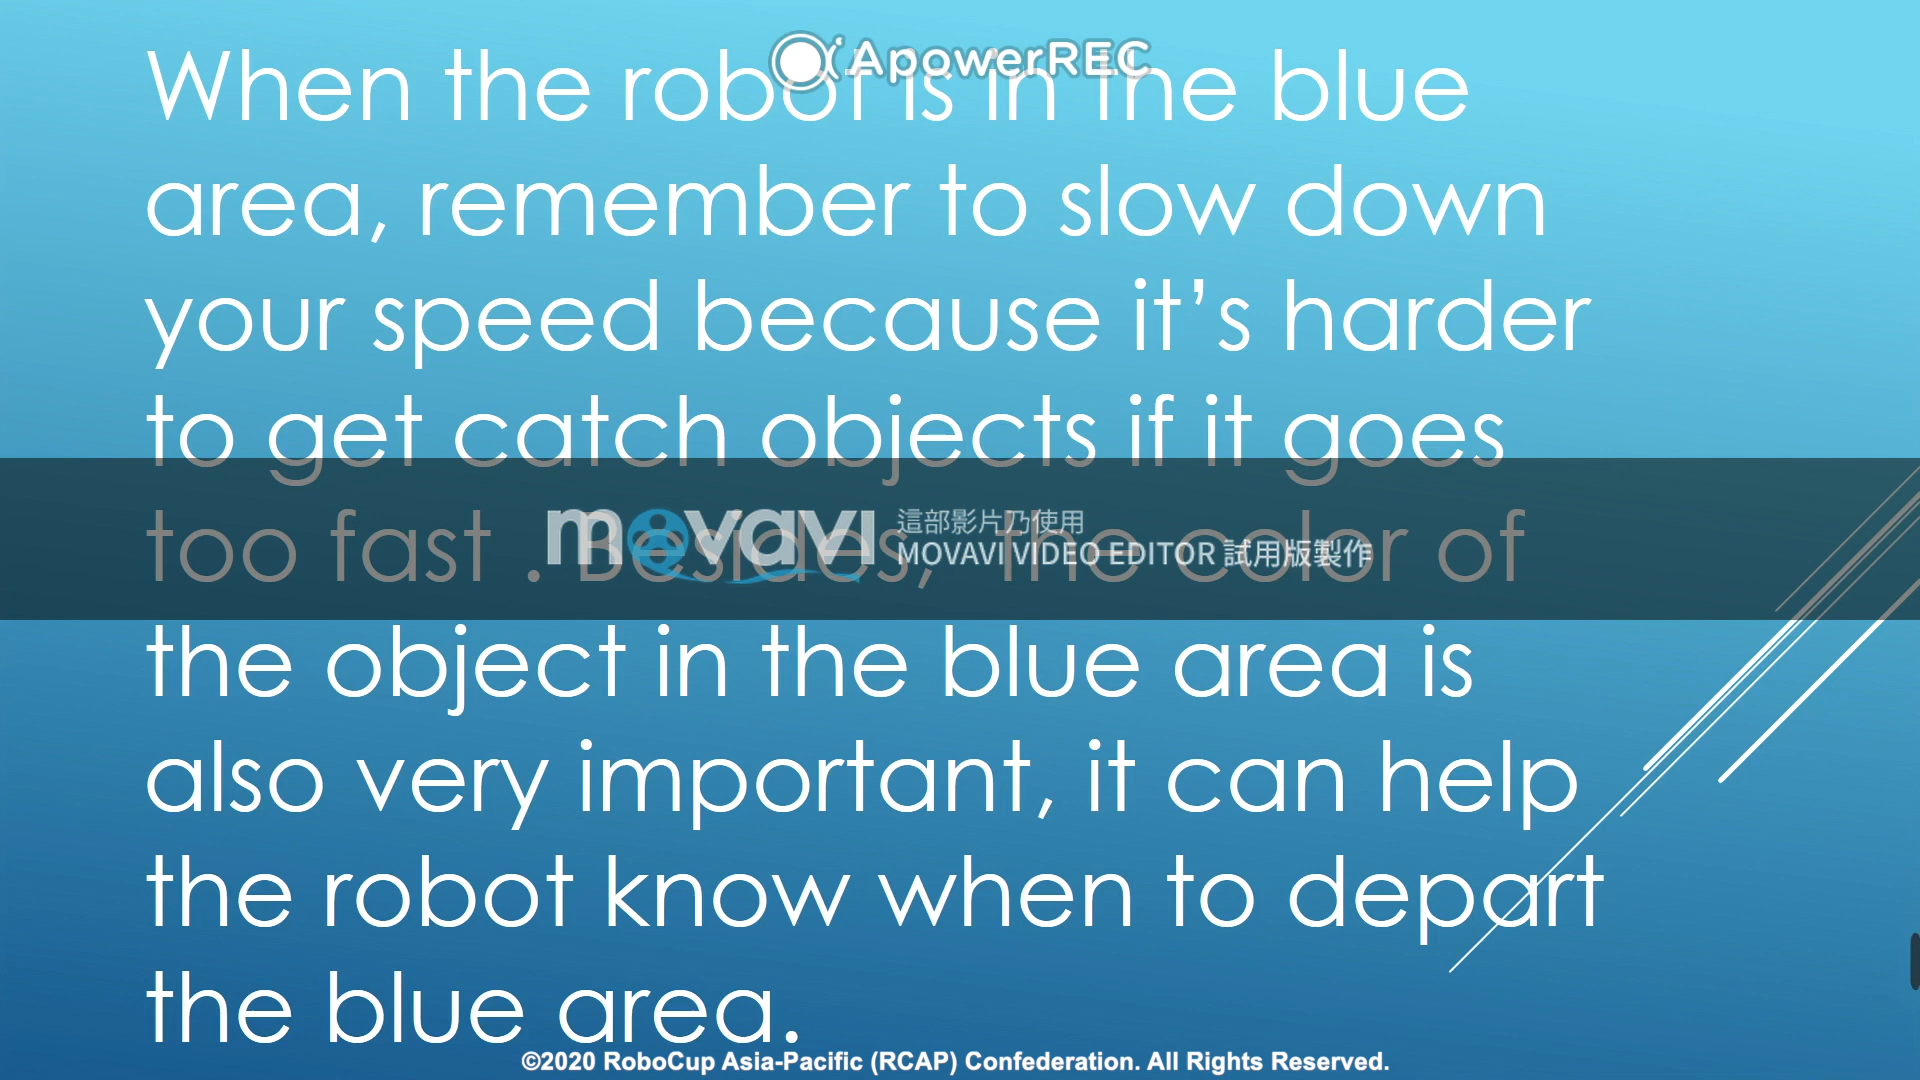 ApowerREC
When the robot is in the blue
area, remember to slow down
your speed because it’s harder
to get catch objects if it goes
too fast . Besides, the color of
movavi
這部影片乃使用
MOVAVI VIDEO EDITOR 試用版製作
the object in the blue area is
also very important, it can help
the robot know when to depart
the blue area.
©2020 RoboCup Asia-Pacific (RCAP) Confederation. All Rights Reserved.